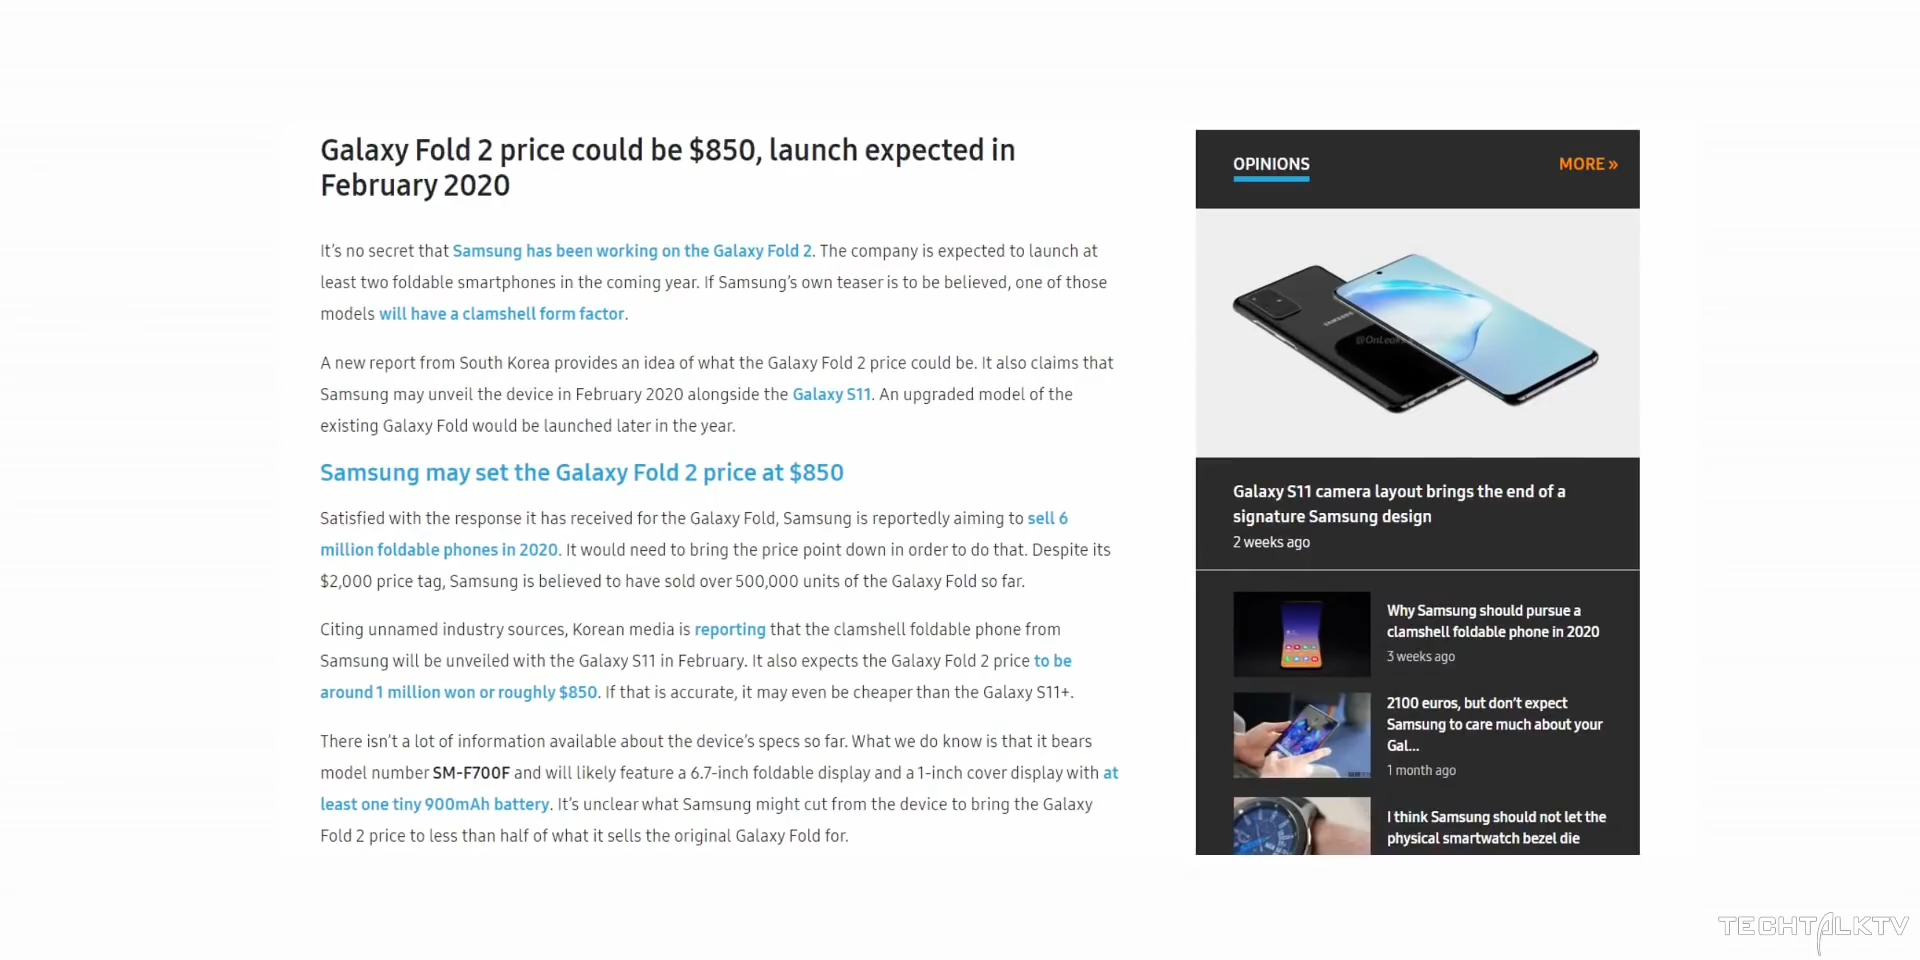 Galaxy Fold 2 price could be $850, launch expected in
February 2020
It's no secret that Samsung has been working on the Galaxy Fold 2. The company is expected to launch at
least two foldable smartphones in the coming year. If Samsung's own teaser is to be believed, one of those
models will have a clamshell form factor.
A new report from South Korea provides an idea of what the Galaxy Fold 2 price could be. It also claims that
Samsung may unveil the device in February 2020 alongside the Galaxy S11. An upgraded model of the
existing Galaxy Fold would be launched later in the year.
Samsung may set the Galaxy Fold 2 price at $850
Satisfied with the response it has received for the Galaxy Fold, Samsung is reportedly aiming to sell 6
million foldable phones in 2020. It would need to bring the price point down in order to do that. Despite its
$2,000 price tag, Samsung is believed to have sold over 500,000 units of the Galaxy Fold so far.
Citing unnamed industry sources, Korean media is reporting that the clamshell foldable phone from
Samsung will be unveiled with the Galaxy S11 in February. It also expects the Galaxy Fold 2 price to be
around 1 million won or roughly $850. If that is accurate, it may even be cheaper than the Galaxy S11+.
There isn't a lot of information available about the device's specs so far. What we do know is that it bears
model number SM-F700F and will likely feature a 6.7-inch foldable display and a 1-inch cover display with at
least one tiny 900mAh battery. It's unclear what Samsung might cut from the device to bring the Galaxy
Fold 2 price to less than half of what it sells the original Galaxy Fold for.
OPINIONS
MORE »
SAMSUNG
Galaxy S11 camera layout brings the end of a
signature Samsung design
2 weeks ago
Why Samsung should pursue a
clamshell foldable phone in 2020
3 weeks ago
2100 euros, but don't expect
Samsung to care much about your
Gal...
1 month ago
I think Samsung should not let the
physical smartwatch bezel die
TECHTALKTV